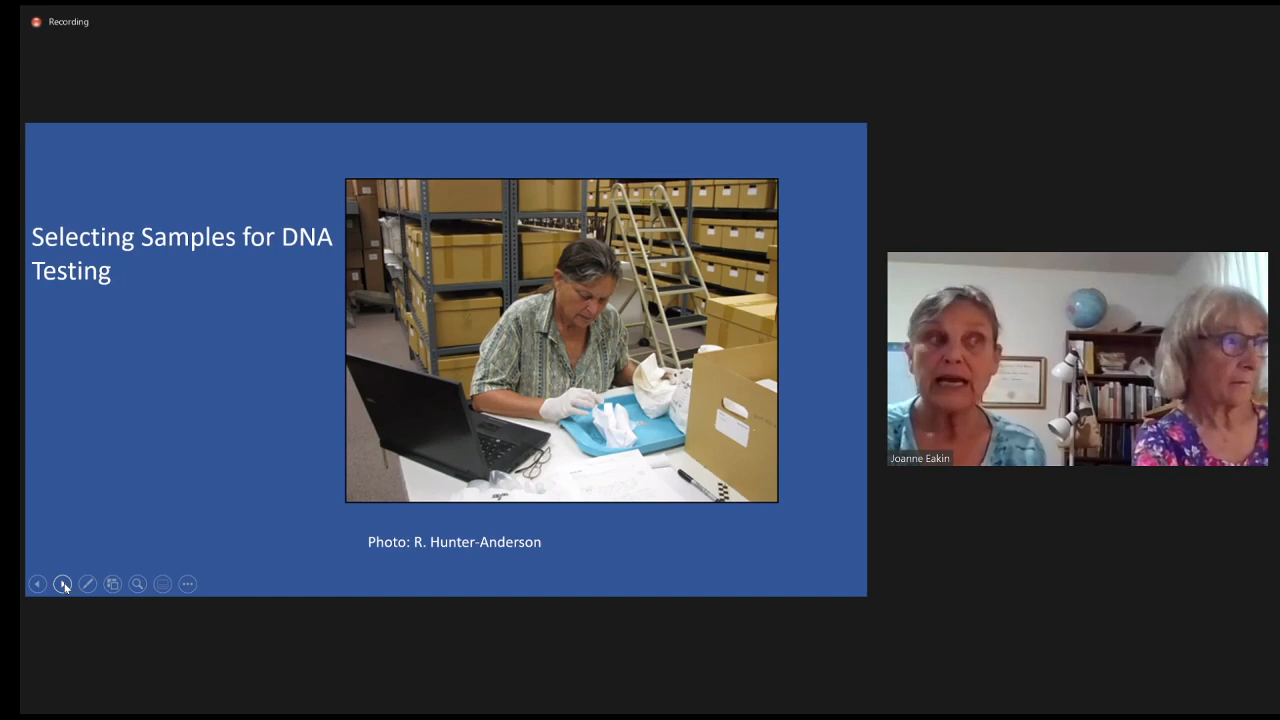 Recording
Selecting Samples for DNA
Testing
Photo: R. Hunter-Anderson
Joanne Eakin